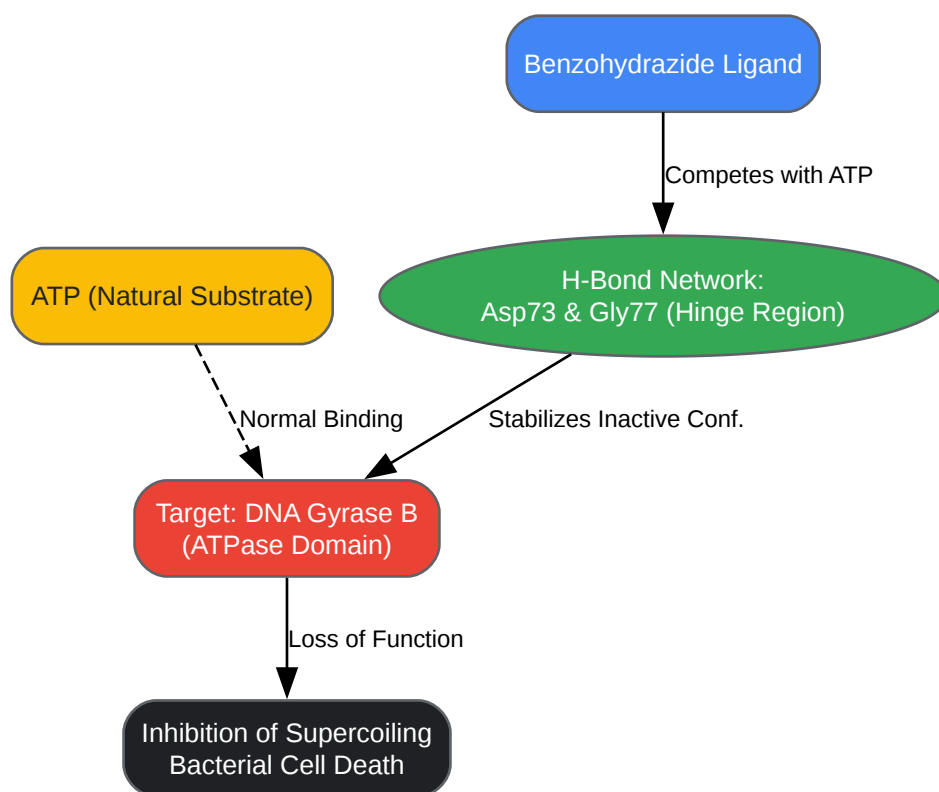 Benzohydrazide Ligand
Competes with ATP
H-Bond Network:
Asp73 & Gly77 (Hinge Region)
ATP (Natural Substrate)
Normal Binding
Stabilizes Inactive Conf.
Target: DNA Gyrase B
(ATPase Domain)
Loss of Function
Inhibition of Supercoiling
Bacterial Cell Death